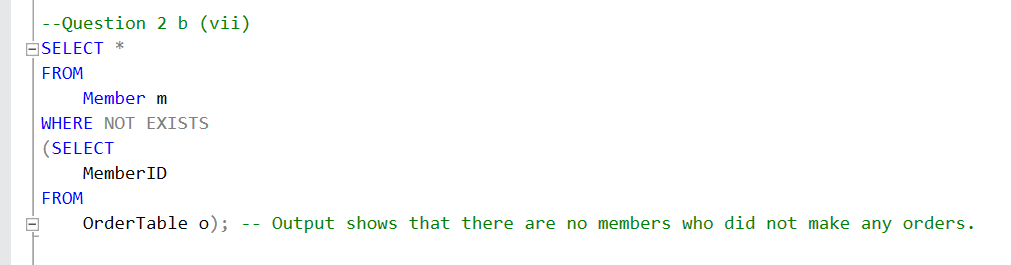 --Question 2 b (vii)
SELECT *
FROM
Member m
WHERE NOT EXISTS
(SELECT
MemberID
FROM
OrderTable o); -- Output shows that there are no members who did not make any orders.